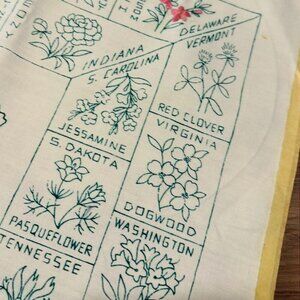 DELAWARE
VERMONT
INDIANA
S. CAROLINA
RED CLOVER
VIRGINIA
JESSAMINE
S. DAKOTA
DOGWOOD
WASHINGTON
PASQUEFLOWER
TENNESSEE